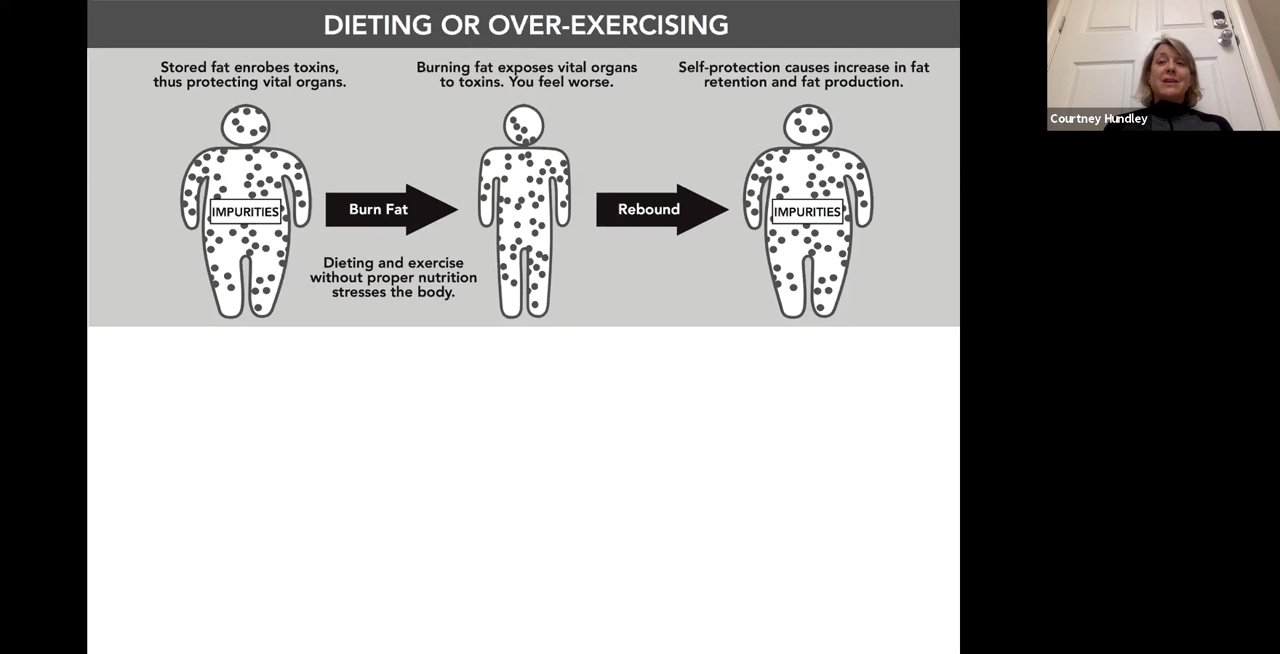 DIETING OR OVER-EXERCISING
Stored fat enrobes toxins,
thus protecting vital organs.
Burning fat exposes vital organs
to toxins. You feel worse.
Self-protection causes increase in fat
retention and fat production.
IMPURITIES
Burn Fat
Rebound
IMPURITIES
Dieting and exercise
without proper nutrition
stresses the body.
Courtney Hundley